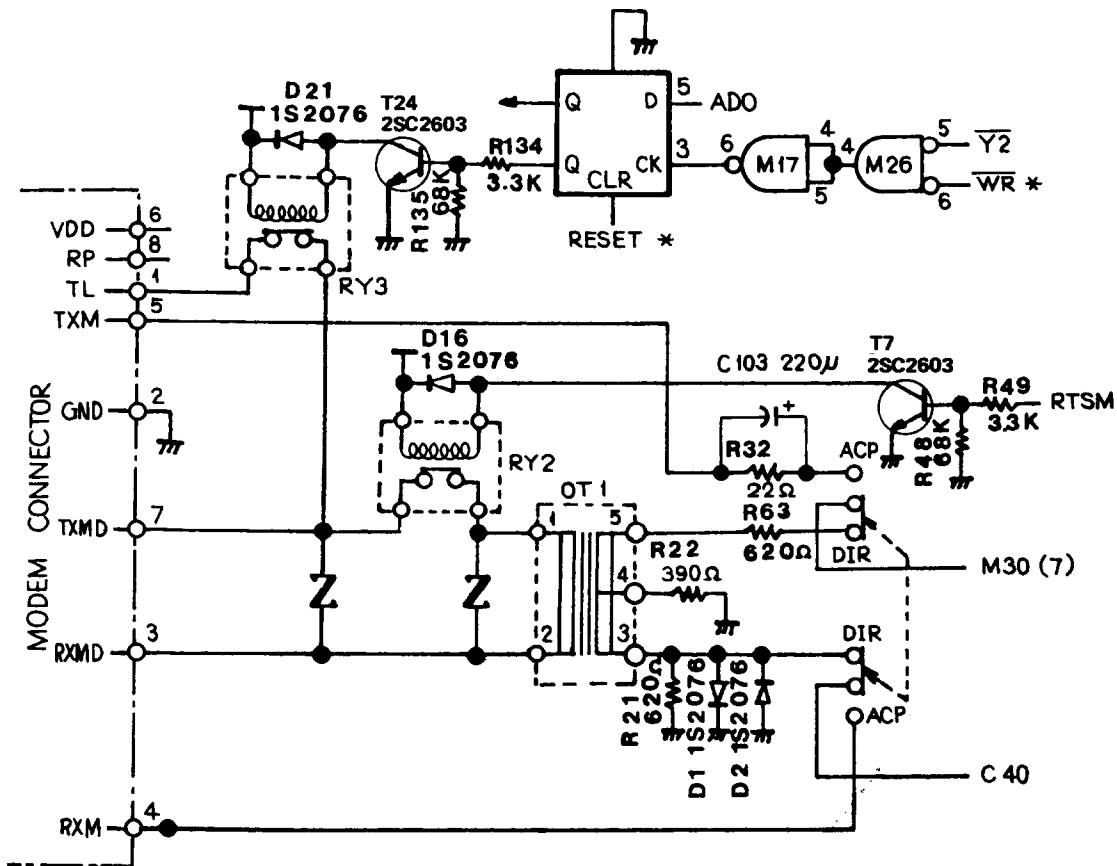 D21
1S2076
T24
2SC2603
R134
3.3K
R135
68K
Q
Q
D
CK
CLR
5
ADO
3
RESET *
6
M17
4
5
4
M26
5
Y2
WR *
6
RY3
MODEM CONNECTOR
VDD
6
RP
8
TL
1
TXM
5
GND
2
TXMD
7
RXMD
3
RXM
4
D16
1S2076
RY2
C103 220μ
T7
2SC2603
R49
3.3K
RTSM
R48
68K
R32
22Ω
+
ACP
OT1
1
5
2
4
3
R63
620Ω
DIR
M30 (7)
R22
390Ω
R21
620Ω
D1 1S2076
D2 1S2076
DIR
ACP
C40